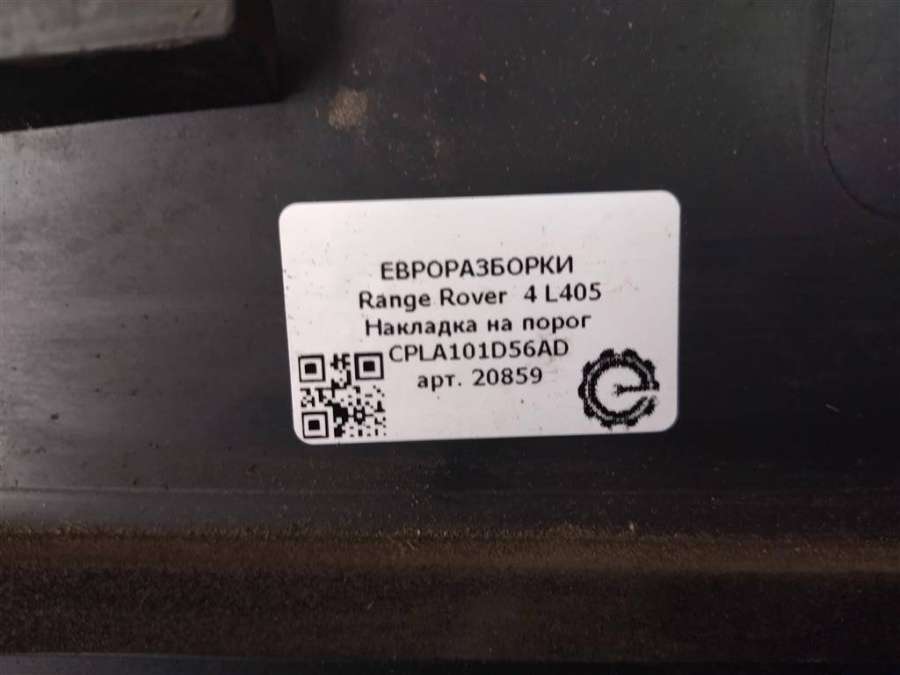 ЕВРОРАЗБОРКИ
Range Rover 4 L405
Накладка на порог
CPLA101D56AD
арт. 20859